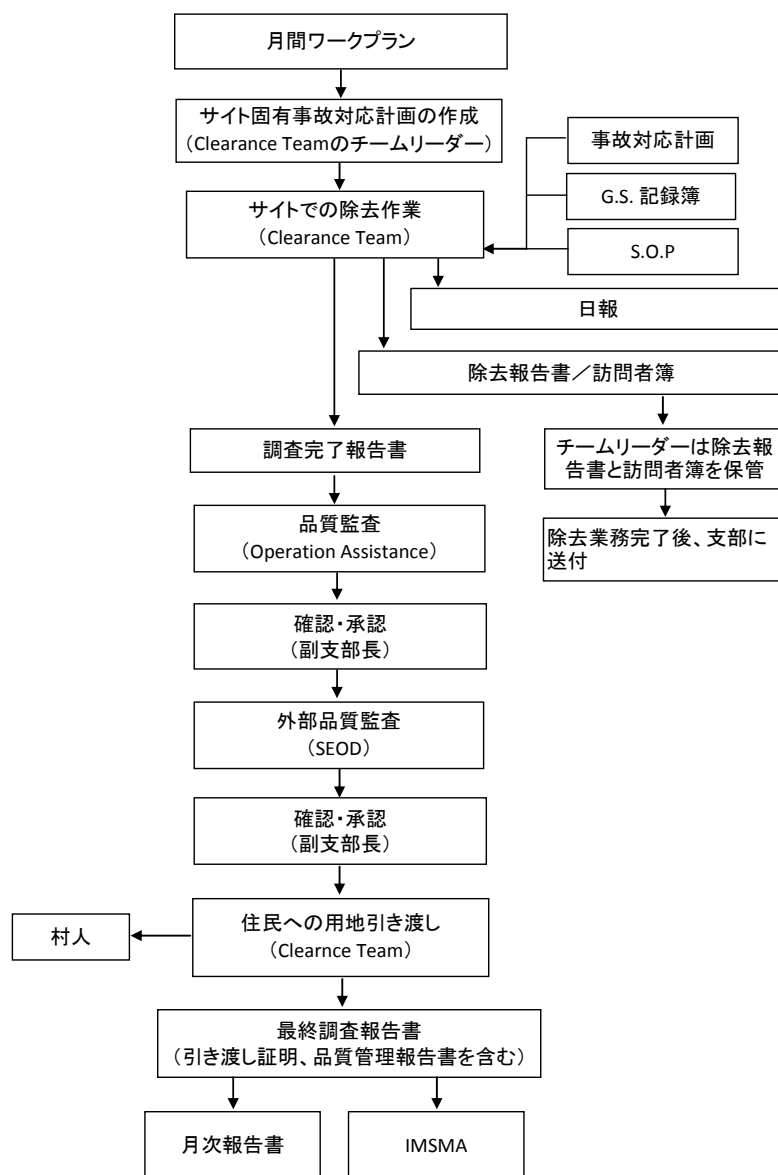 月間ワークプラン
サイト固有事故対応計画の作成
（Clearance Teamのチームリーダー）
事故対応計画
G.S. 記録簿
S.O.P
サイトでの除去作業
（Clearance Team）
日報
除去報告書／訪問者簿
調査完了報告書
チームリーダーは除去報
告書と訪問者簿を保管
品質監査
（Operation Assistance）
除去業務完了後、支部に
送付
確認・承認
（副支部長）
外部品質監査
（SEOD）
確認・承認
（副支部長）
住民への用地引き渡し
（Clearnce Team）
村人
最終調査報告書
（引き渡し証明、品質管理報告書を含む）
月次報告書
IMSMA